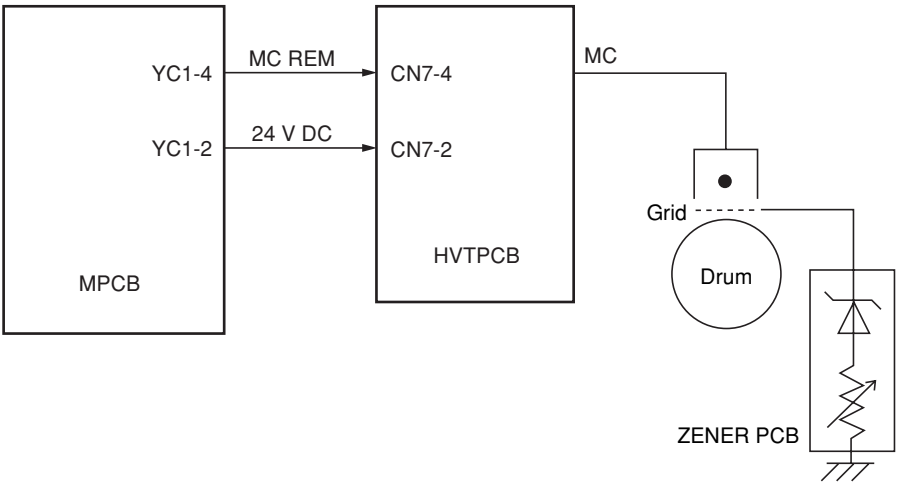 YC1-4 MC REM CN7-4 MC
YC1-2 24 V DC CN7-2
Grid
Drum
MPCB
HVTPCB
ZENER PCB